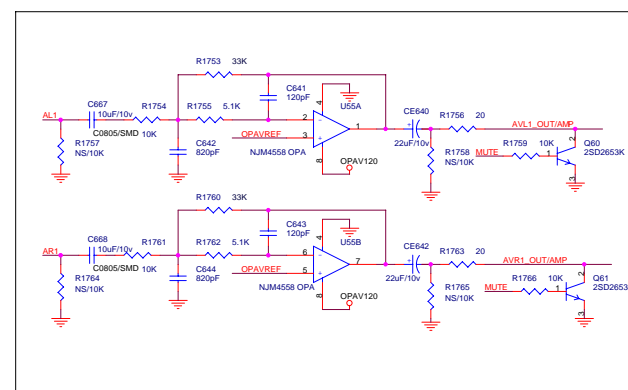 R1753 33K
C641
120pF
U55A
4
C667
10uF/10v
R1754
R1755 5.1K
AL1
C0805/SMD 10K
2
1
CE640
R1756 20
AVL1_OUT/AMP
OPAVREF
3
22uF/10v
2
R1757
NS/10K
C642
820pF
NJM4558 OPA
8
OPAV120
R1758
NS/10K
MUTE
R1759 10K
1
Q60
2SD2653K
3
R1760 33K
C643
120pF
U55B
4
C668
10uF/10v
R1761
R1762 5.1K
AR1
C0805/SMD 10K
6
7
CE642
R1763 20
AVR1_OUT/AMP
OPAVREF
5
22uF/10v
2
R1764
NS/10K
C644
820pF
NJM4558 OPA
8
OPAV120
R1765
NS/10K
MUTE
R1766 10K
1
Q61
2SD2653K
3